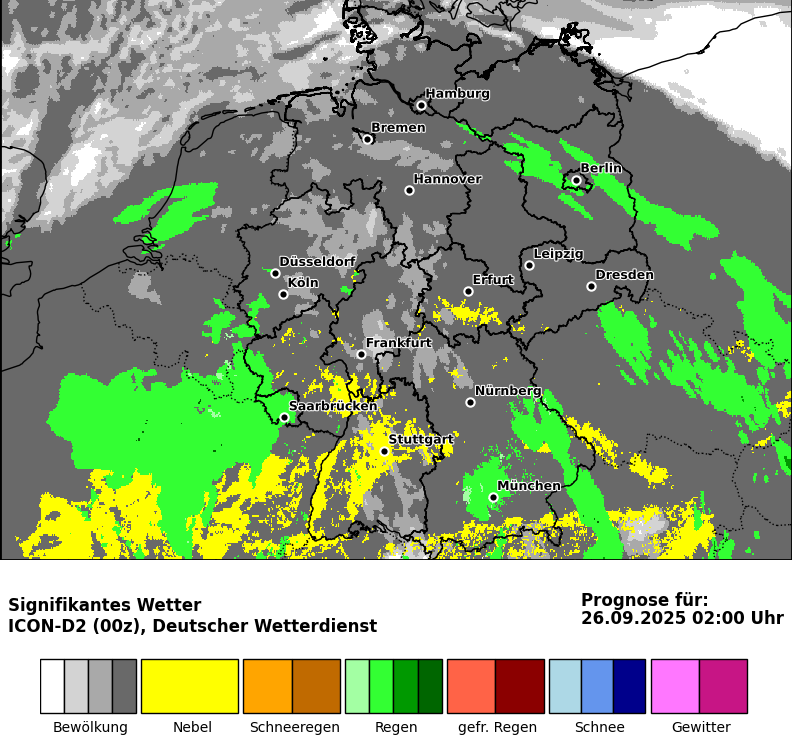 Hamburg
Bremen
Berlin
Hannover
Leipzig
Düsseldorf
Dresden
Köln
Erfurt
Frankfurt
Nürnberg
Saarbrücken
Stuttgart
München
Signifikantes Wetter
ICON-D2 (00z), Deutscher Wetterdienst
Prognose für:
26.09.2025 02:00 Uhr
Bewölkung Nebel Schneeregen Regen gefr. Regen Schnee Gewitter